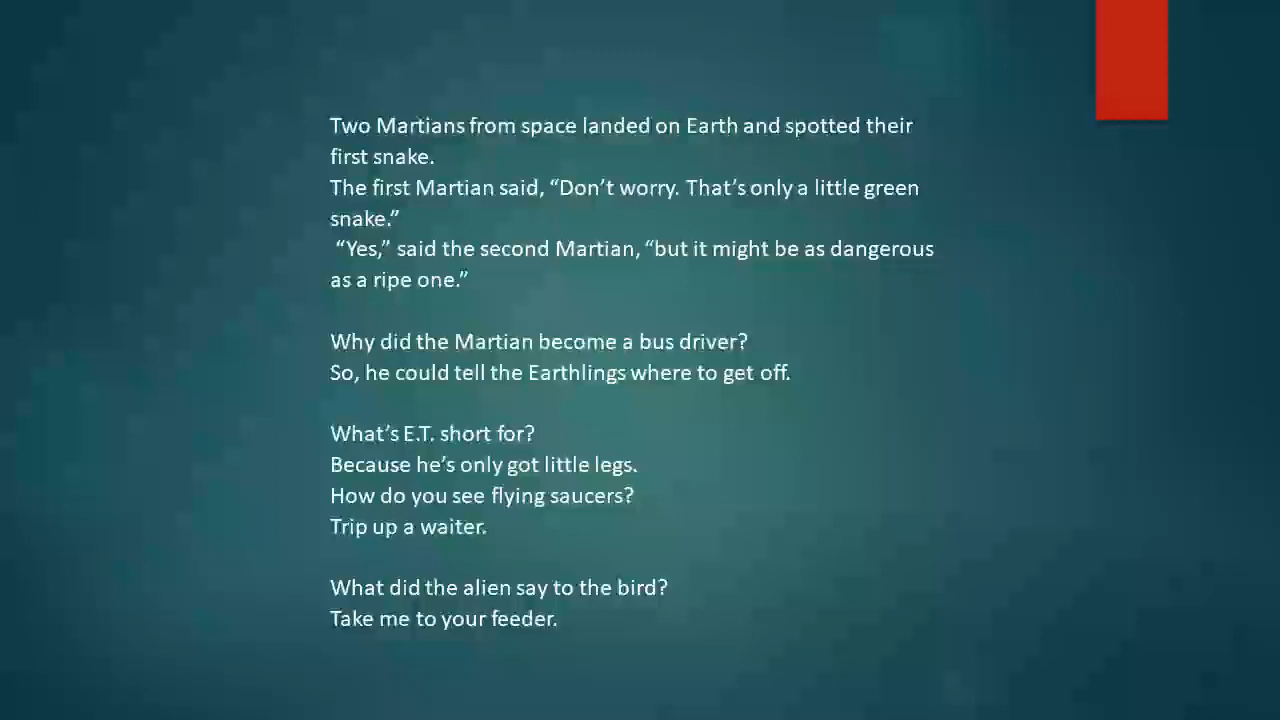 Two Martians from space landed on Earth and spotted their
first snake.
The first Martian said, “Don’t worry. That’s only a little green
snake.”
“Yes,” said the second Martian, “but it might be as dangerous
as a ripe one.”
Why did the Martian become a bus driver?
So, he could tell the Earthlings where to get off.
What’s E.T. short for?
Because he’s only got little legs.
How do you see flying saucers?
Trip up a waiter.
What did the alien say to the bird?
Take me to your feeder.